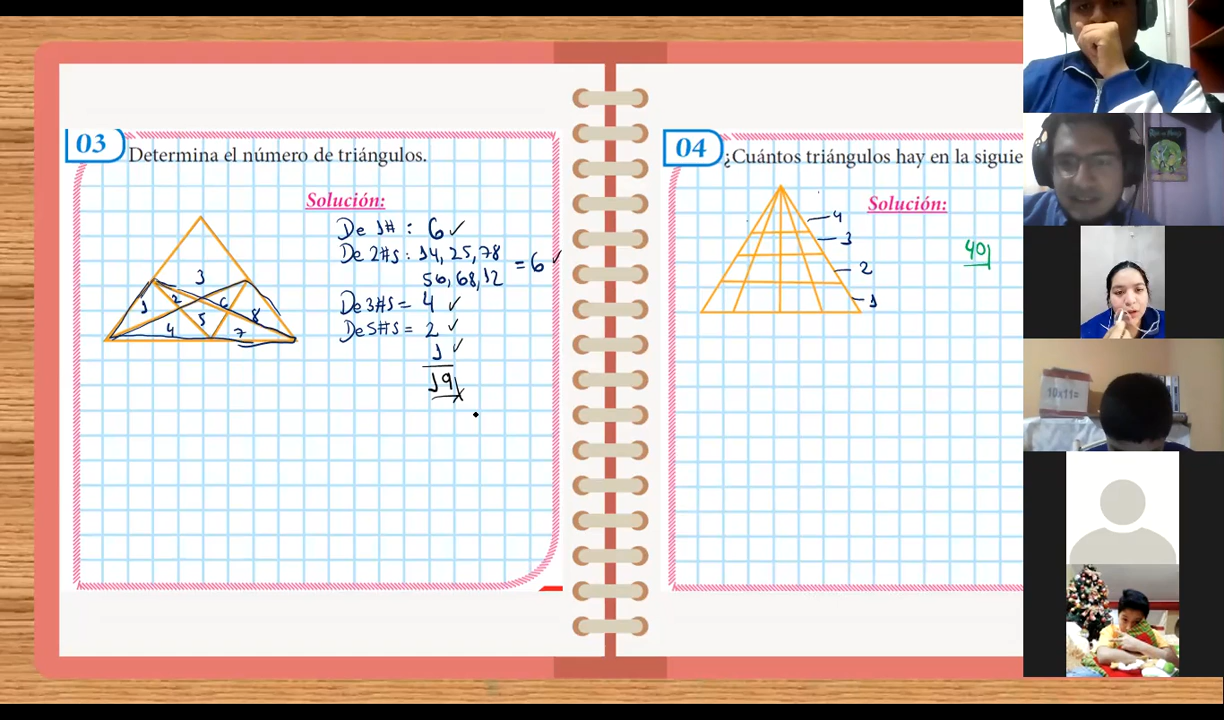 03
Determina el número de triángulos.
Solución:
De 1# : 6 ✓
De 2#s : 14, 25, 78
56, 68, 12 = 6 ✓
De 3#s = 4 ✓
De 5#s = 2 ✓
1 ✓
19
3
1 2 6 8
4 5 7
04
¿Cuántos triángulos hay en la siguie
Solución:
4
3
2
1
40
10x11=